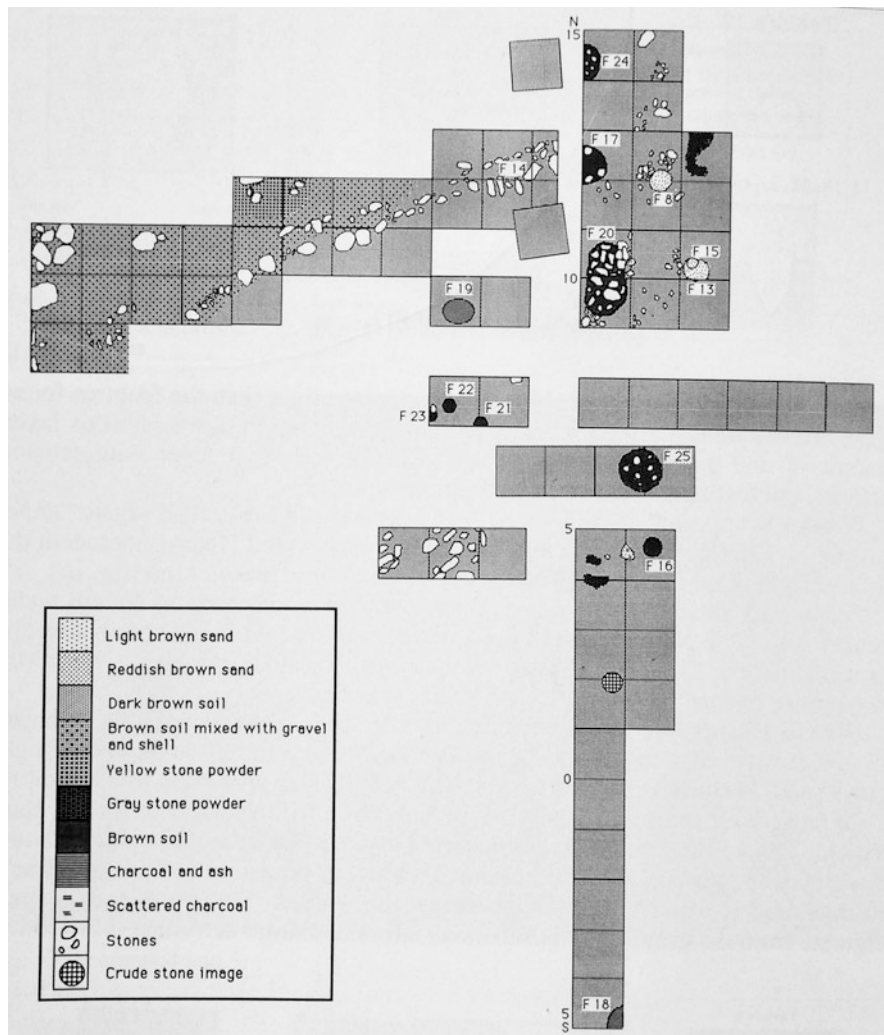 N
15
F 24
F 17
F 14
F 8
F 20
F 15
10
F 19
F 13
F 22
F 23
F 21
F 25
5
F 16
0
5
S
F 18
Light brown sand
Reddish brown sand
Dark brown soil
Brown soil mixed with gravel
and shell
Yellow stone powder
Gray stone powder
Brown soil
Charcoal and ash
Scattered charcoal
Stones
Crude stone image